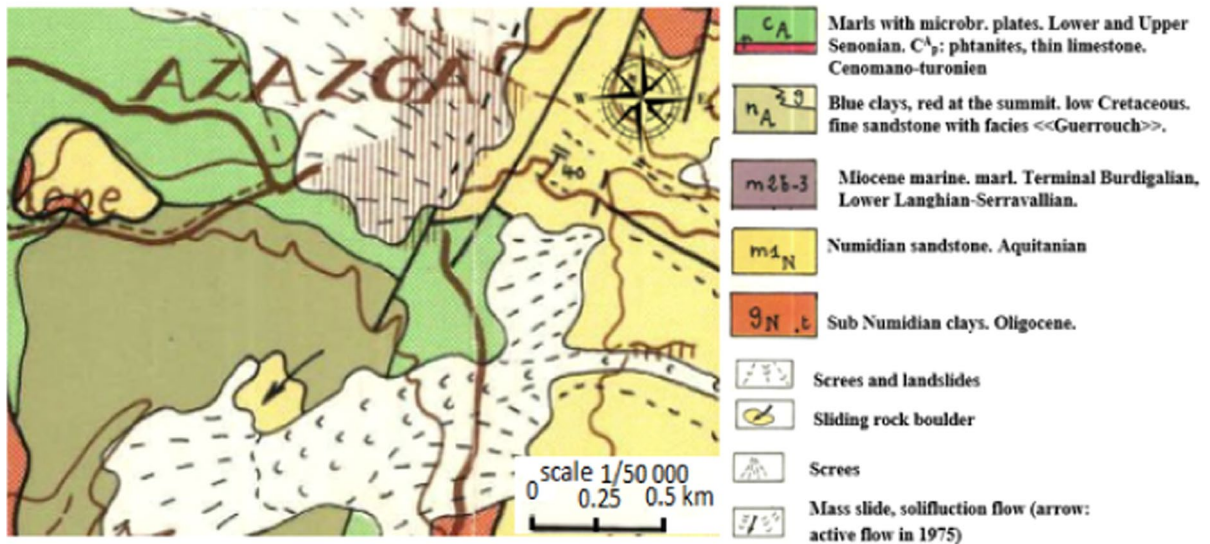 AZAZGA
W
E
40
ene
scale 1/50 000
0 0.25 0.5 km
CA
p
Marls with microbr. plates. Lower and Upper
Senonian. CAp: phtanites, thin limestone.
Cenomano-turonien
nA
g
Blue clays, red at the summit. low Cretaceous.
fine sandstone with facies <<Guerrouch>>.
m2b-3
Miocene marine. marl. Terminal Burdigalian,
Lower Langhian-Serravallian.
m1N
Numidian sandstone. Aquitanian
gN .t
Sub Numidian clays. Oligocene.
Screes and landslides
Sliding rock boulder
Screes
Mass slide, solifluction flow (arrow:
active flow in 1975)